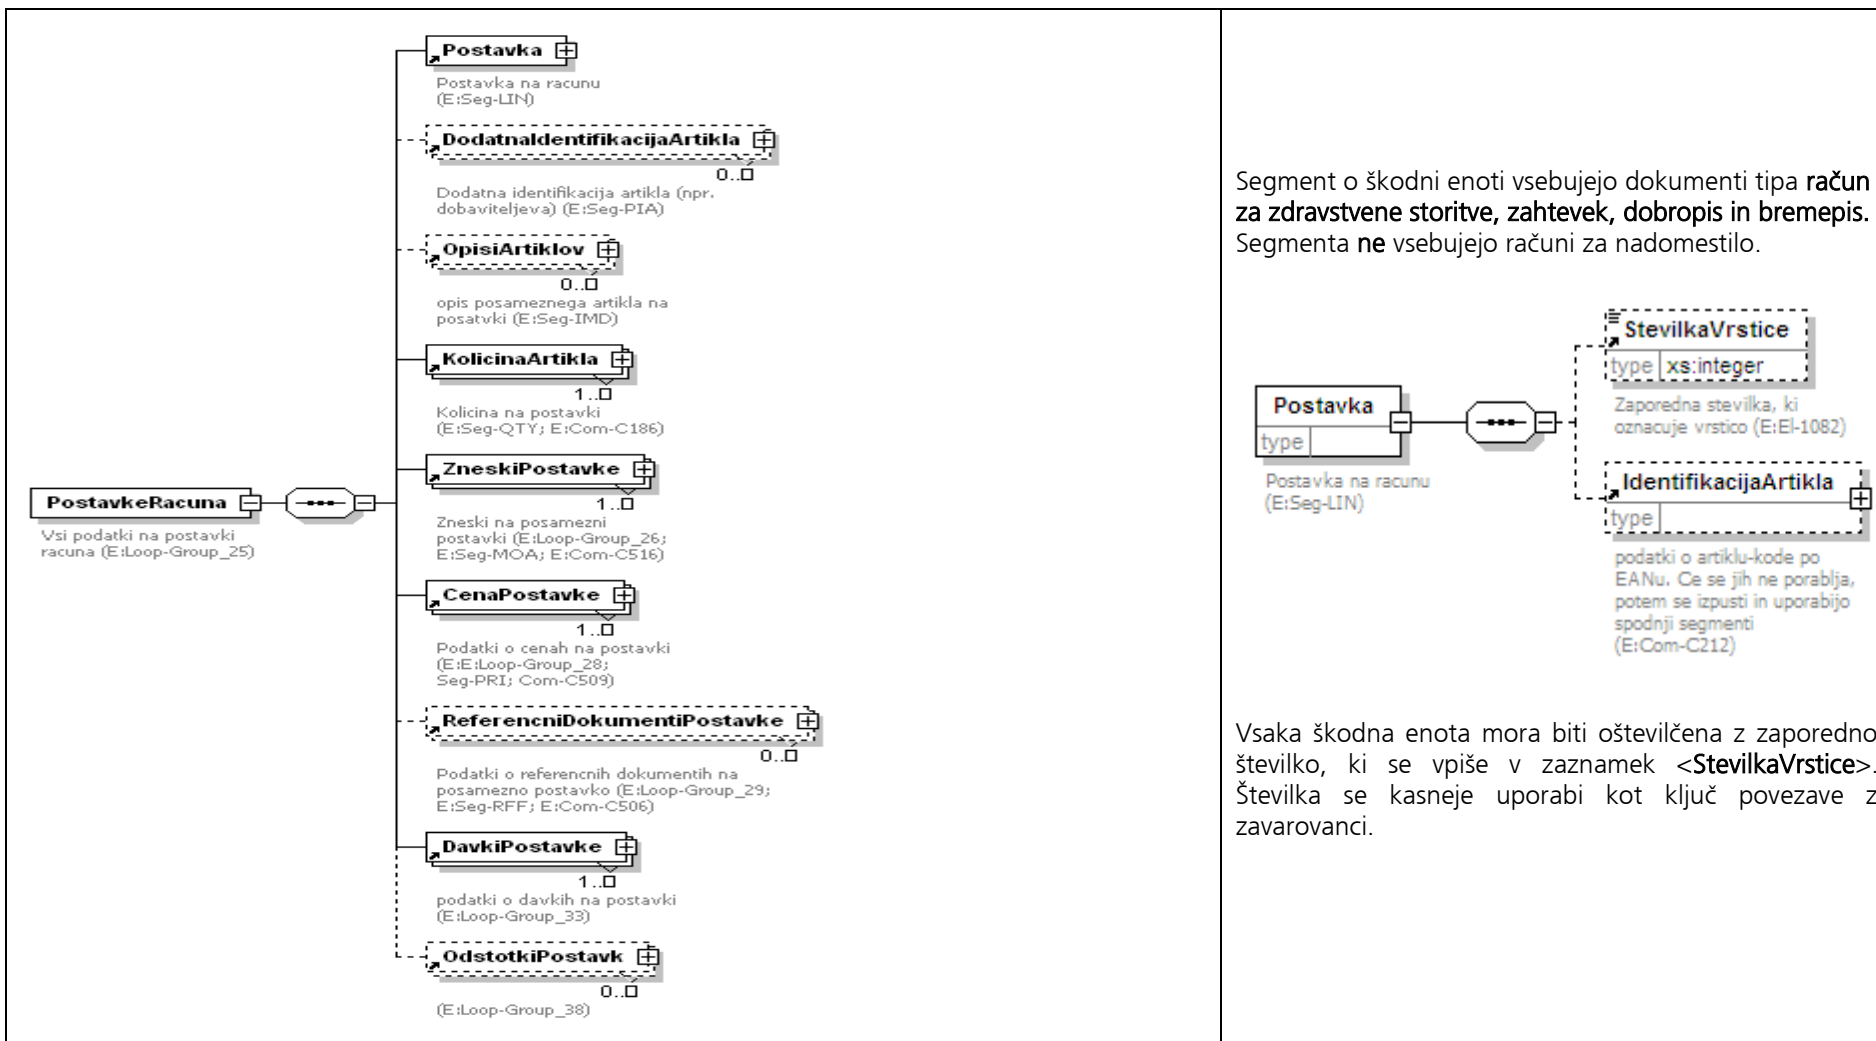 Postavka
Postavka na racunu
(E:Seg-LIN)
DodatnaIdentifikacijaArtikla
0..
Dodatna identifikacija artikla (npr.
dobaviteljeva) (E:Seg-PIA)
OpisiArtiklov
0..
opis posameznega artikla na
posatvki (E:Seg-IMD)
KolicinaArtikla
1..
Kolicina na postavki
(E:Seg-QTY; E:Com-C186)
ZneskiPostavke
1..
Zneski na posamezni
postavki (E:Loop-Group_26;
E:Seg-MOA; E:Com-C516)
PostavkeRacuna
Vsi podatki na postavki
racuna (E:Loop-Group_25)
CenaPostavke
1..
Podatki o cenah na postavki
(E:E:Loop-Group_28;
Seg-PRI; Com-C509)
ReferencniDokumentiPostavke
0..
Podatki o referencnih dokumentih na
posamezno postavko (E:Loop-Group_29;
E:Seg-RFF; E:Com-C506)
DavkiPostavke
1..
podatki o davkih na postavki
(E:Loop-Group_33)
OdstotkiPostavk
0..
(E:Loop-Group_38)
Segment o škodni enoti vsebujejo dokumenti tipa račun
za zdravstvene storitve, zahtevek, dobropis in bremepis.
Segmenta ne vsebujejo računi za nadomestilo.
Postavka
type
Postavka na racunu
(E:Seg-LIN)
StevilkaVrstice
type xs:integer
Zaporedna stevilka, ki
oznacuje vrstico (E:El-1082)
IdentifikacijaArtikla
type
podatki o artiklu-kode po
EANu. Ce se jih ne porablja,
potem se izpusti in uporabijo
spodnji segmenti
(E:Com-C212)
Vsaka škodna enota mora biti oštevilčena z zaporedno
številko, ki se vpiše v zaznamek <StevilkaVrstice>.
Številka se kasneje uporabi kot ključ povezave z
zavarovanci.